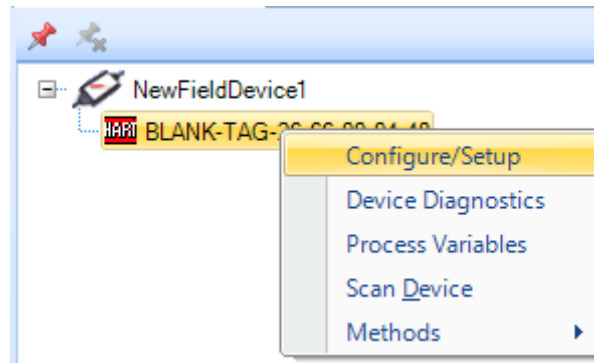 NewFieldDevice1
HART BLANK-TAG-
Configure/Setup
Device Diagnostics
Process Variables
Scan Device
Methods